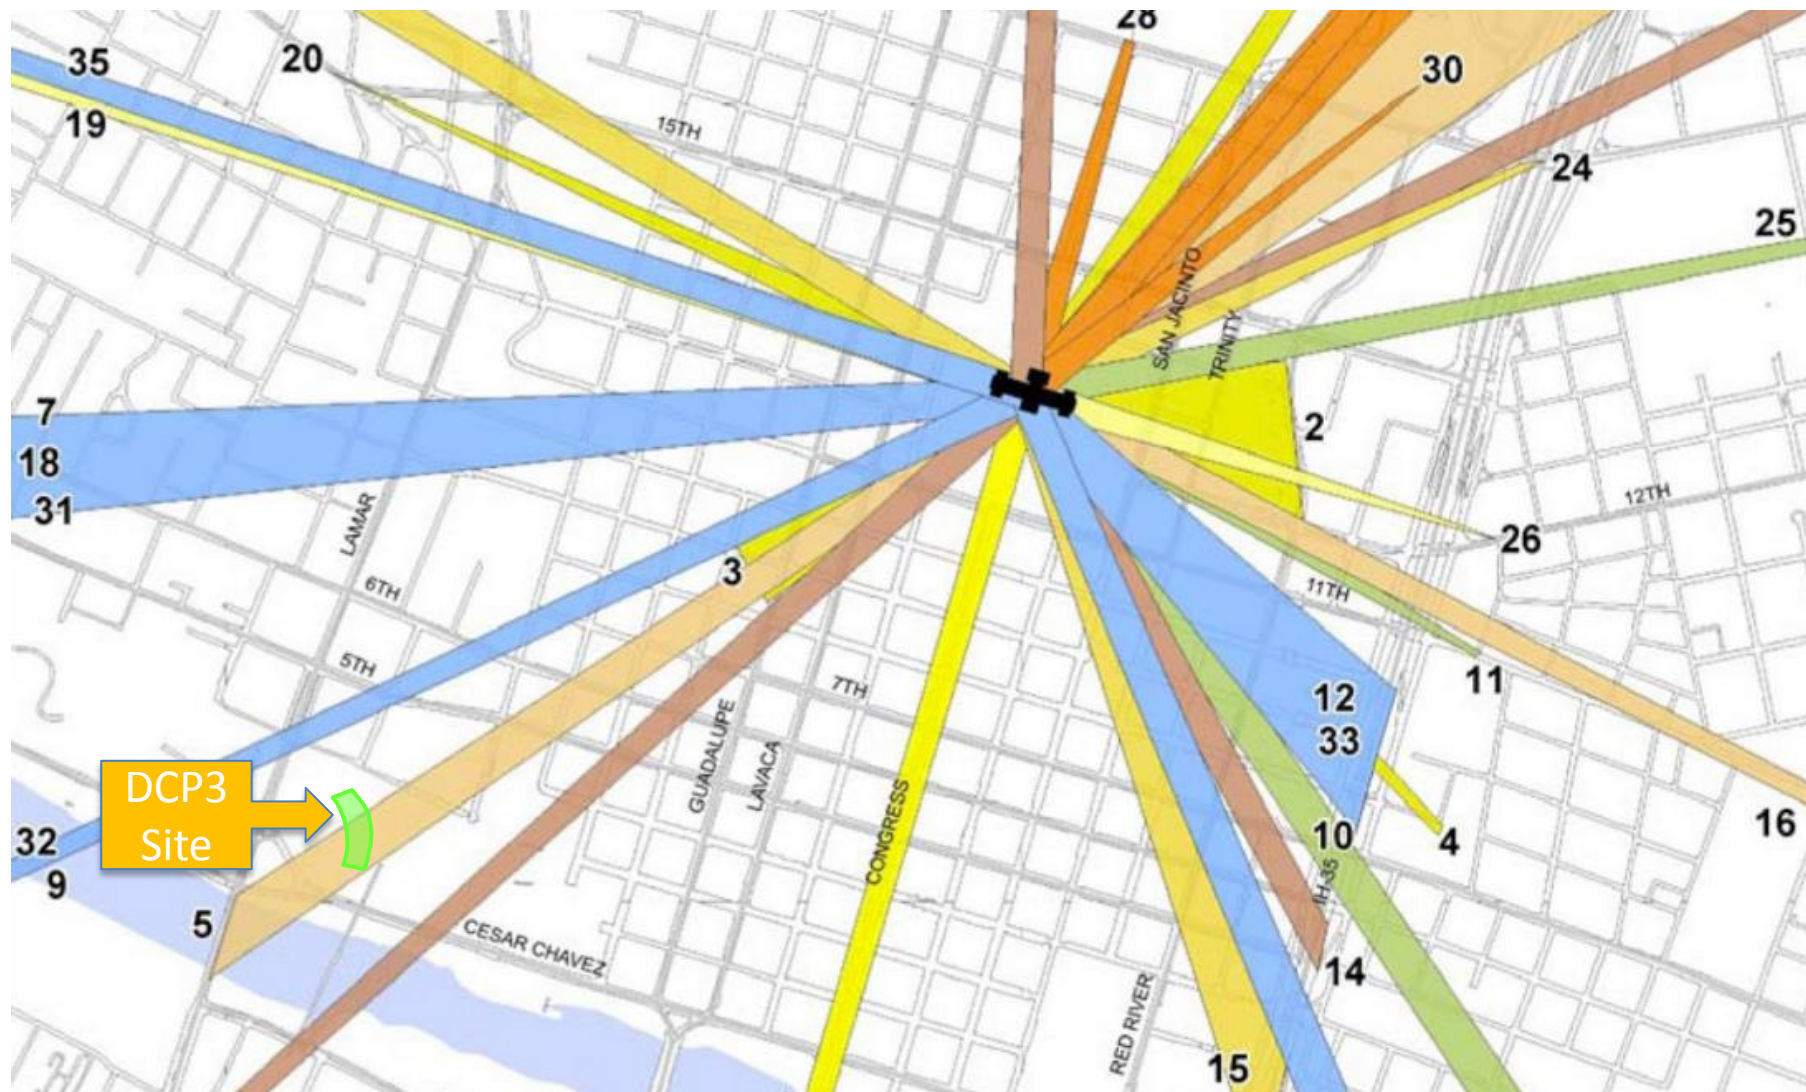 28
35
20
30
19
15TH
24
25
SAN JACINTO
TRINITY
7
2
18
12TH
31
LAMAR
26
3
6TH
11TH
5TH
11
7TH
12
33
GUADALUPE
LAVACA
DCP3
Site
CONGRESS
32
10
4
16
9
IH-35
5
CESAR CHAVEZ
14
RED RIVER
15